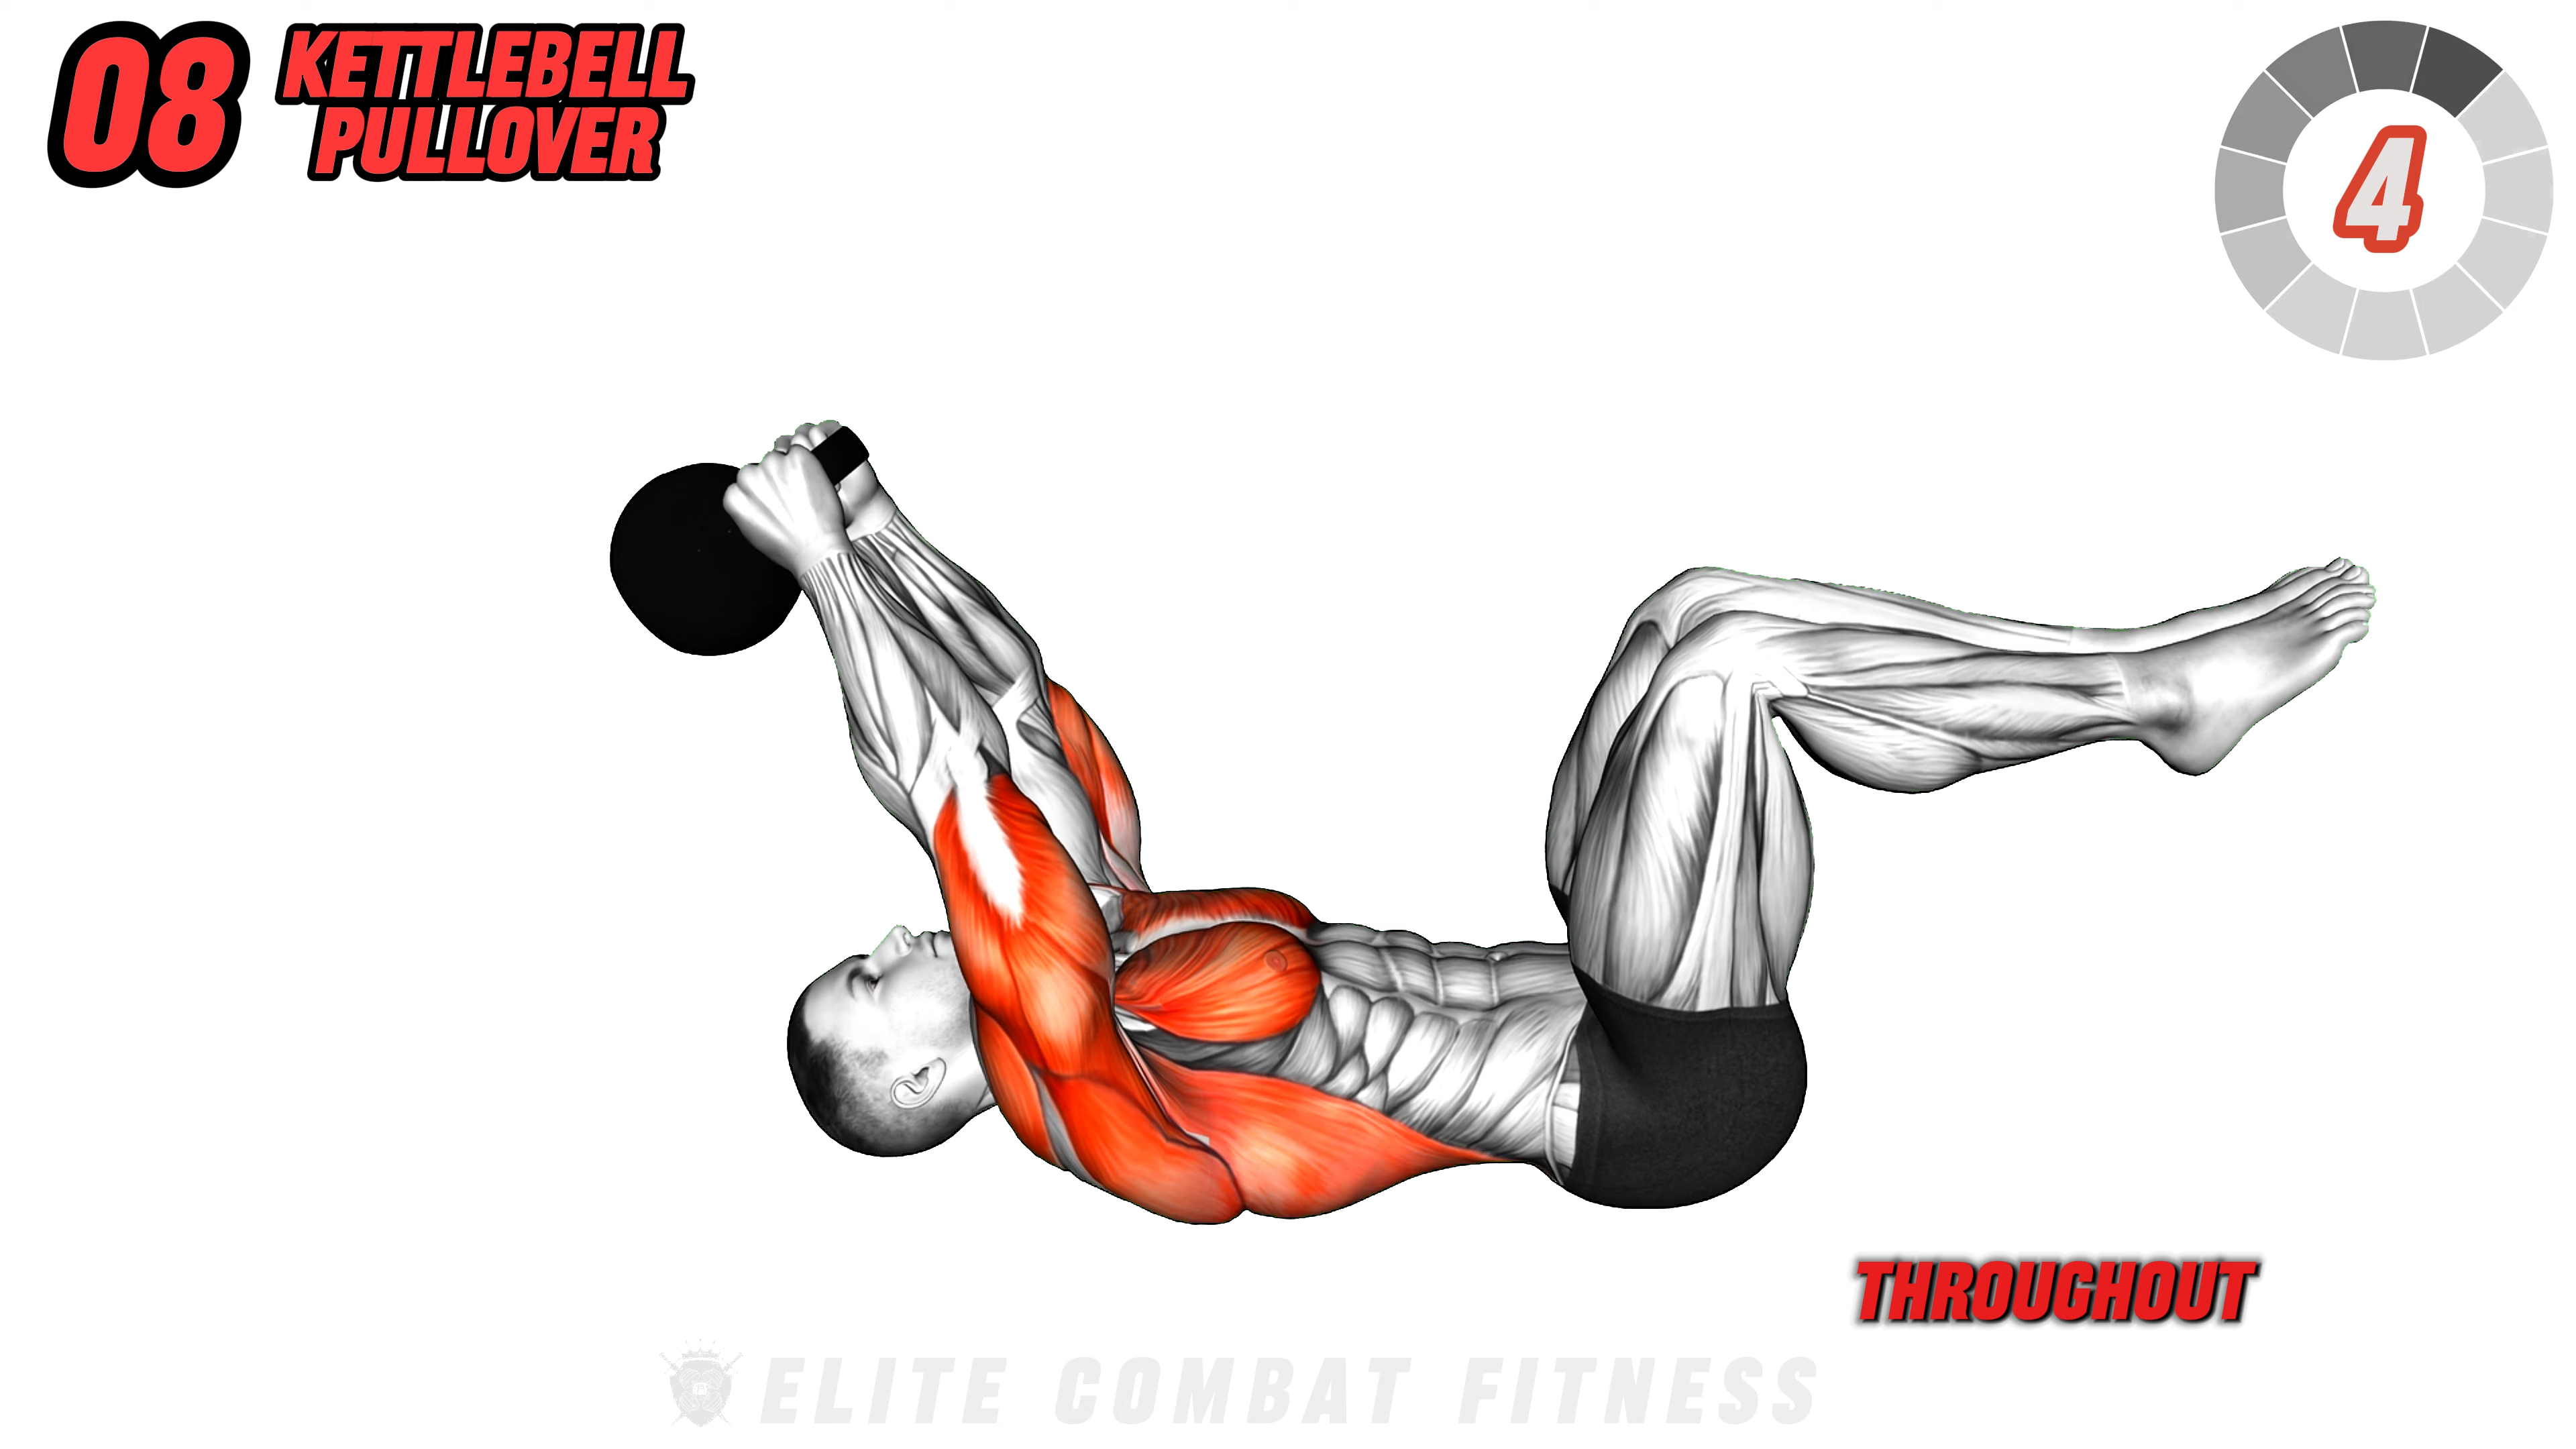 08
KETTLEBELL
PULLOVER
4
THROUGHOUT
ELITE COMBAT FITNESS